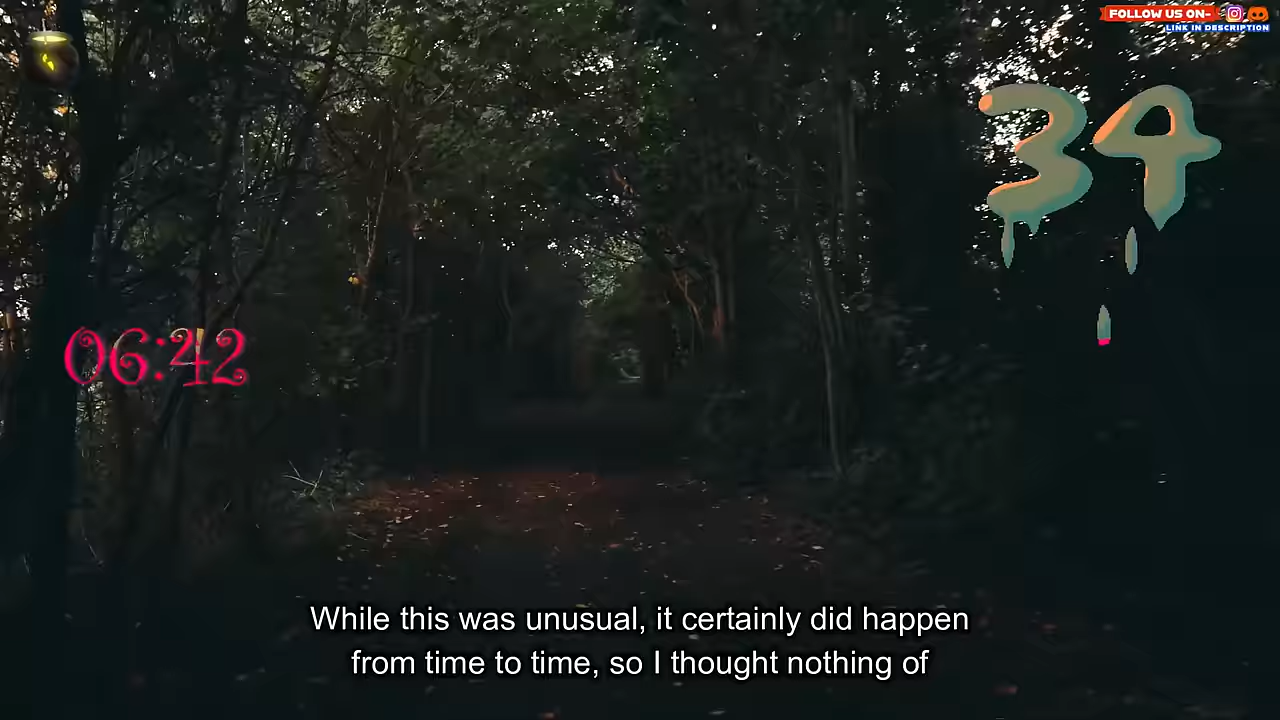 FOLLOW US ON-
LINK IN DESCRIPTION
34
06:42
While this was unusual, it certainly did happen
from time to time, so I thought nothing of